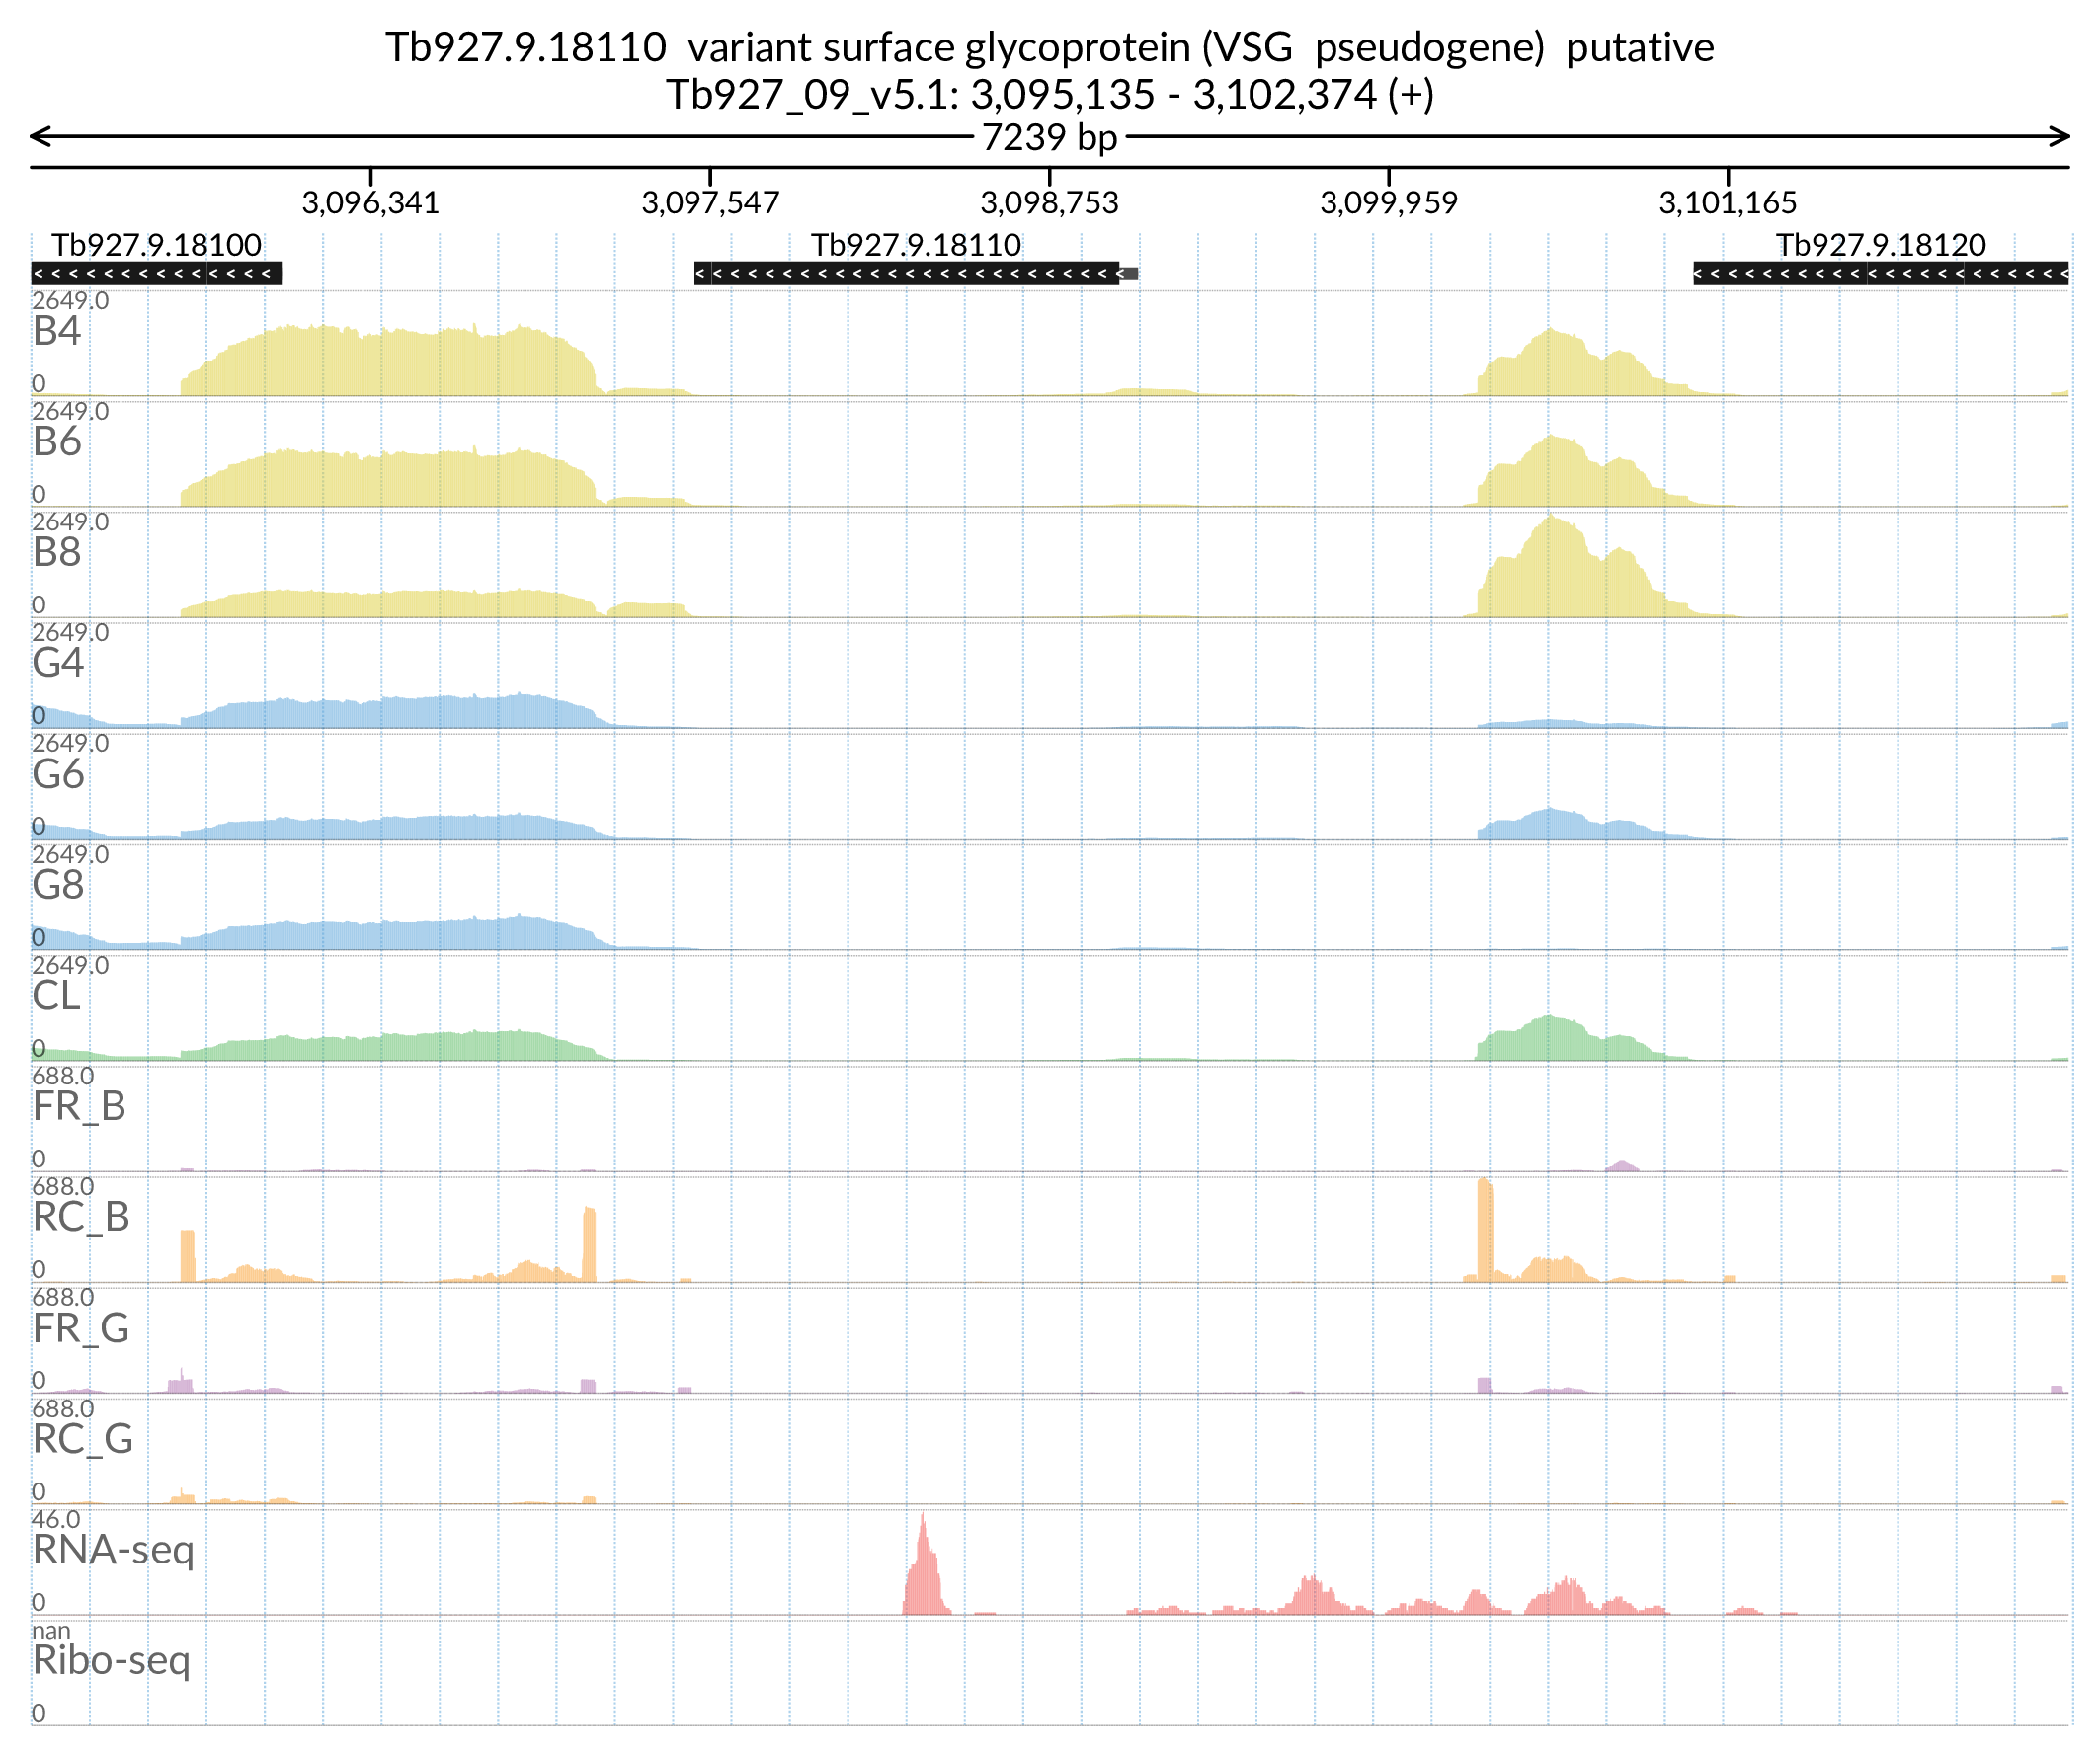 Tb927.9.18110 variant surface glycoprotein (VSG pseudogene) putative
Tb927_09_v5.1: 3,095,135 - 3,102,374 (+)
7239 bp
3,096,341 3,097,547 3,098,753 3,099,959 3,101,165
Tb927.9.18100 Tb927.9.18110 Tb927.9.18120
2649.0
B4
0
2649.0
B6
0
2649.0
B8
0
2649.0
G4
0
2649.0
G6
0
2649.0
G8
0
2649.0
CL
0
688.0
FR_B
0
688.0
RC_B
0
688.0
FR_G
0
688.0
RC_G
0
46.0
RNA-seq
0
nan
Ribo-seq
0